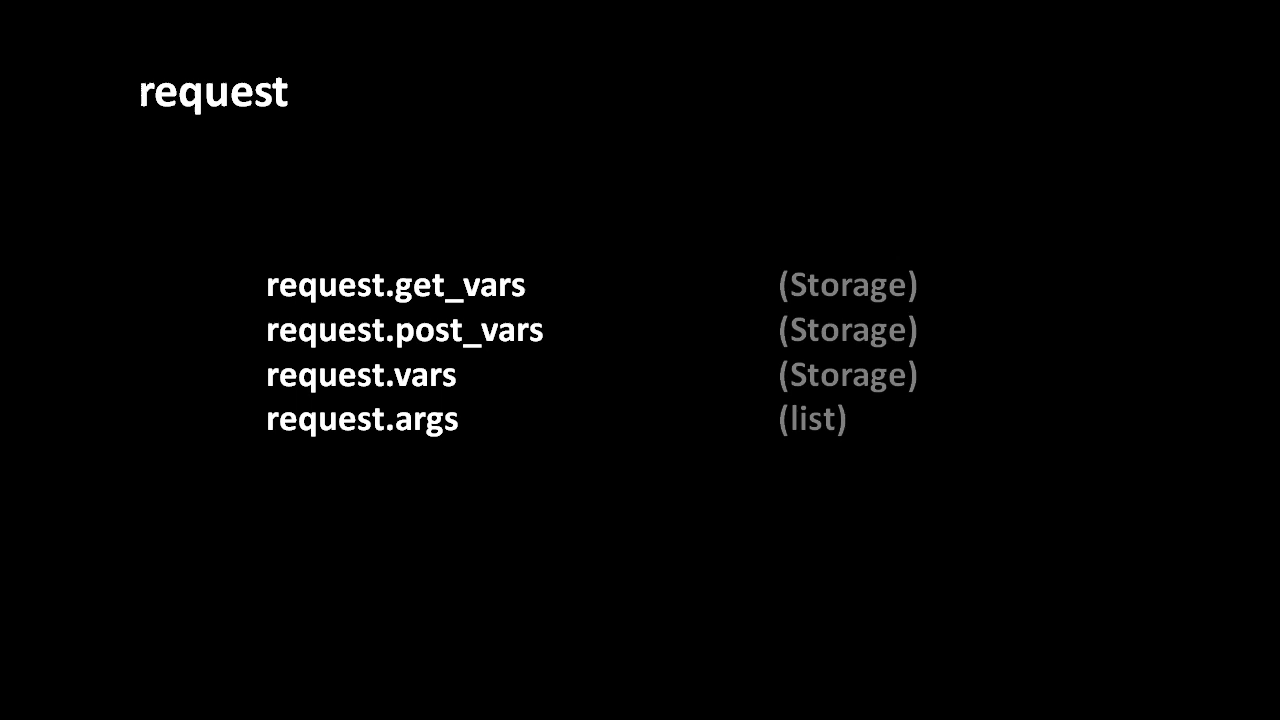 request
request.get_vars (Storage)
request.post_vars (Storage)
request.vars (Storage)
request.args (list)